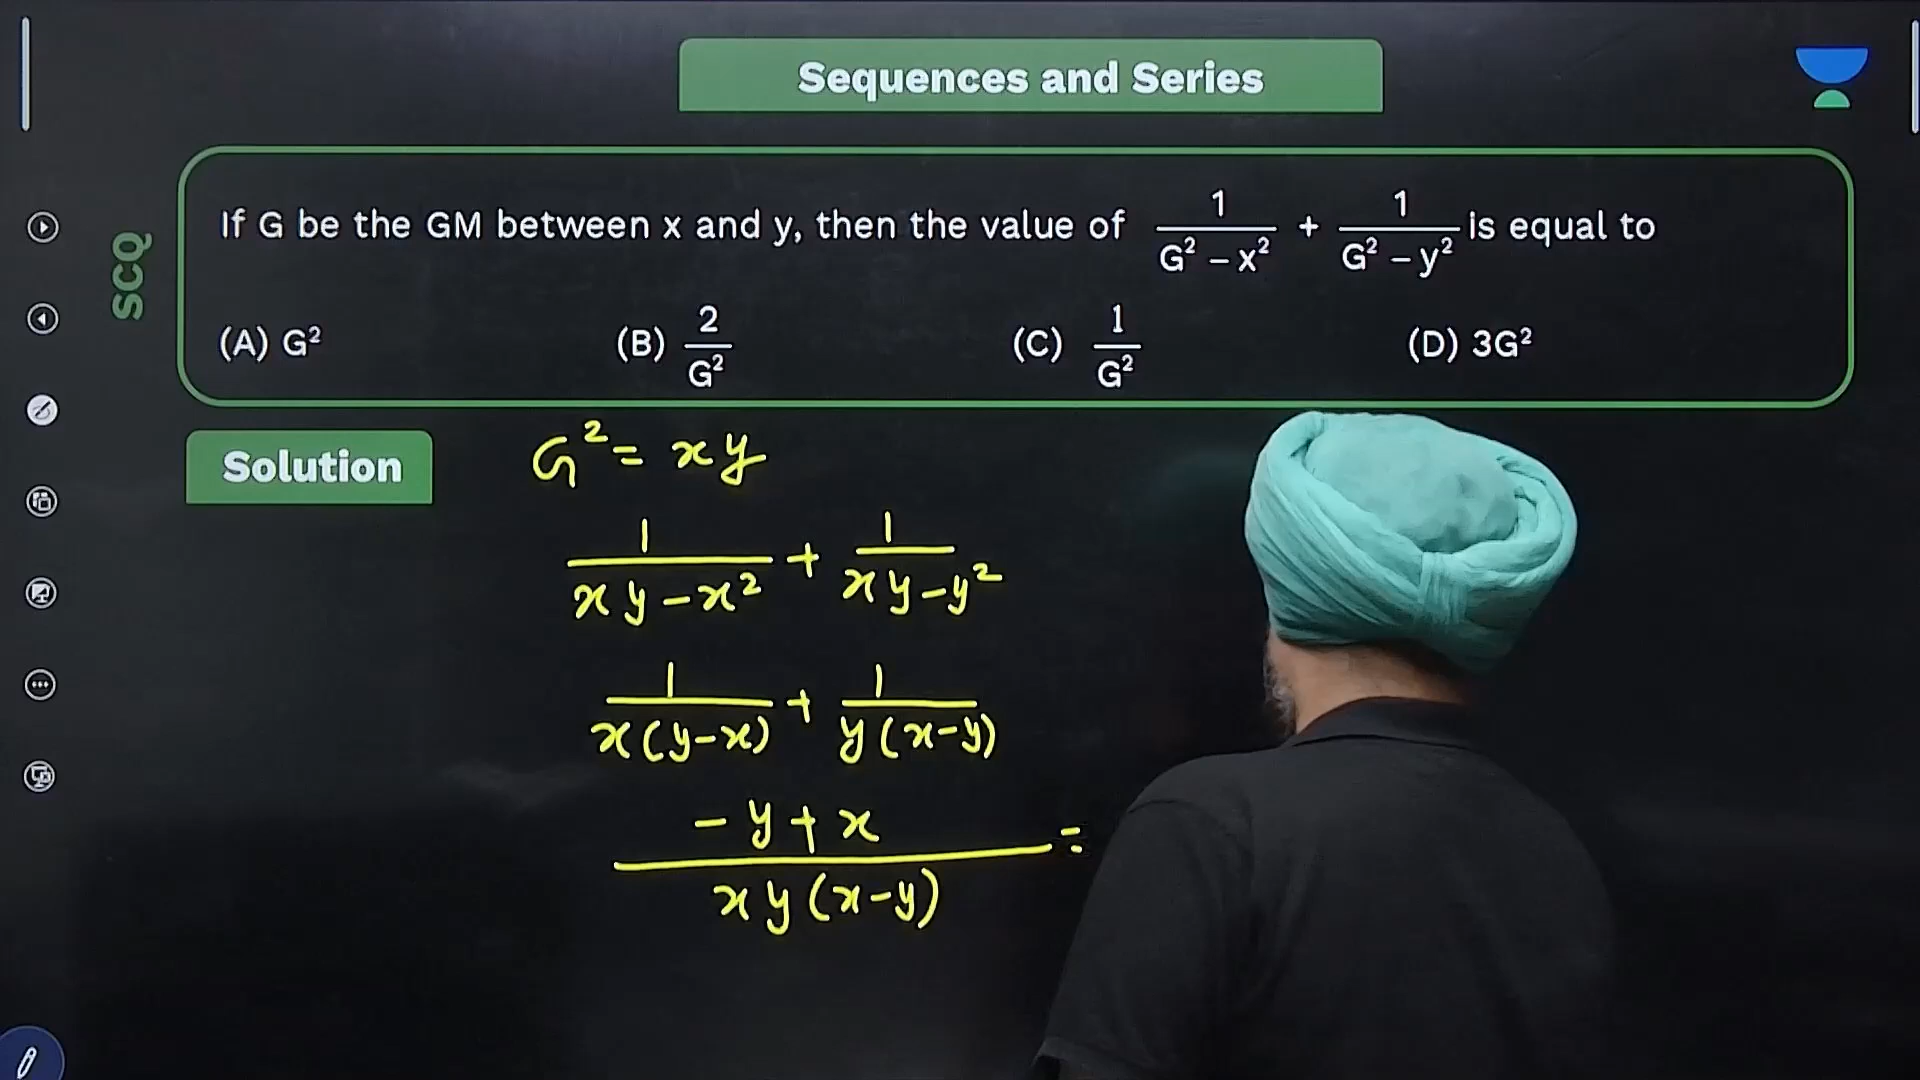 Sequences and Series
SCQ
If G be the GM between x and y, then the value of 1/(G² – x²) + 1/(G² – y²) is equal to
(A) G² (B) 2/G² (C) 1/G² (D) 3G²
Solution
G² = xy
1/(xy – x²) + 1/(xy – y²)
1/(x(y – x)) + 1/(y(x – y))
(– y + x)/(xy(x – y)) =